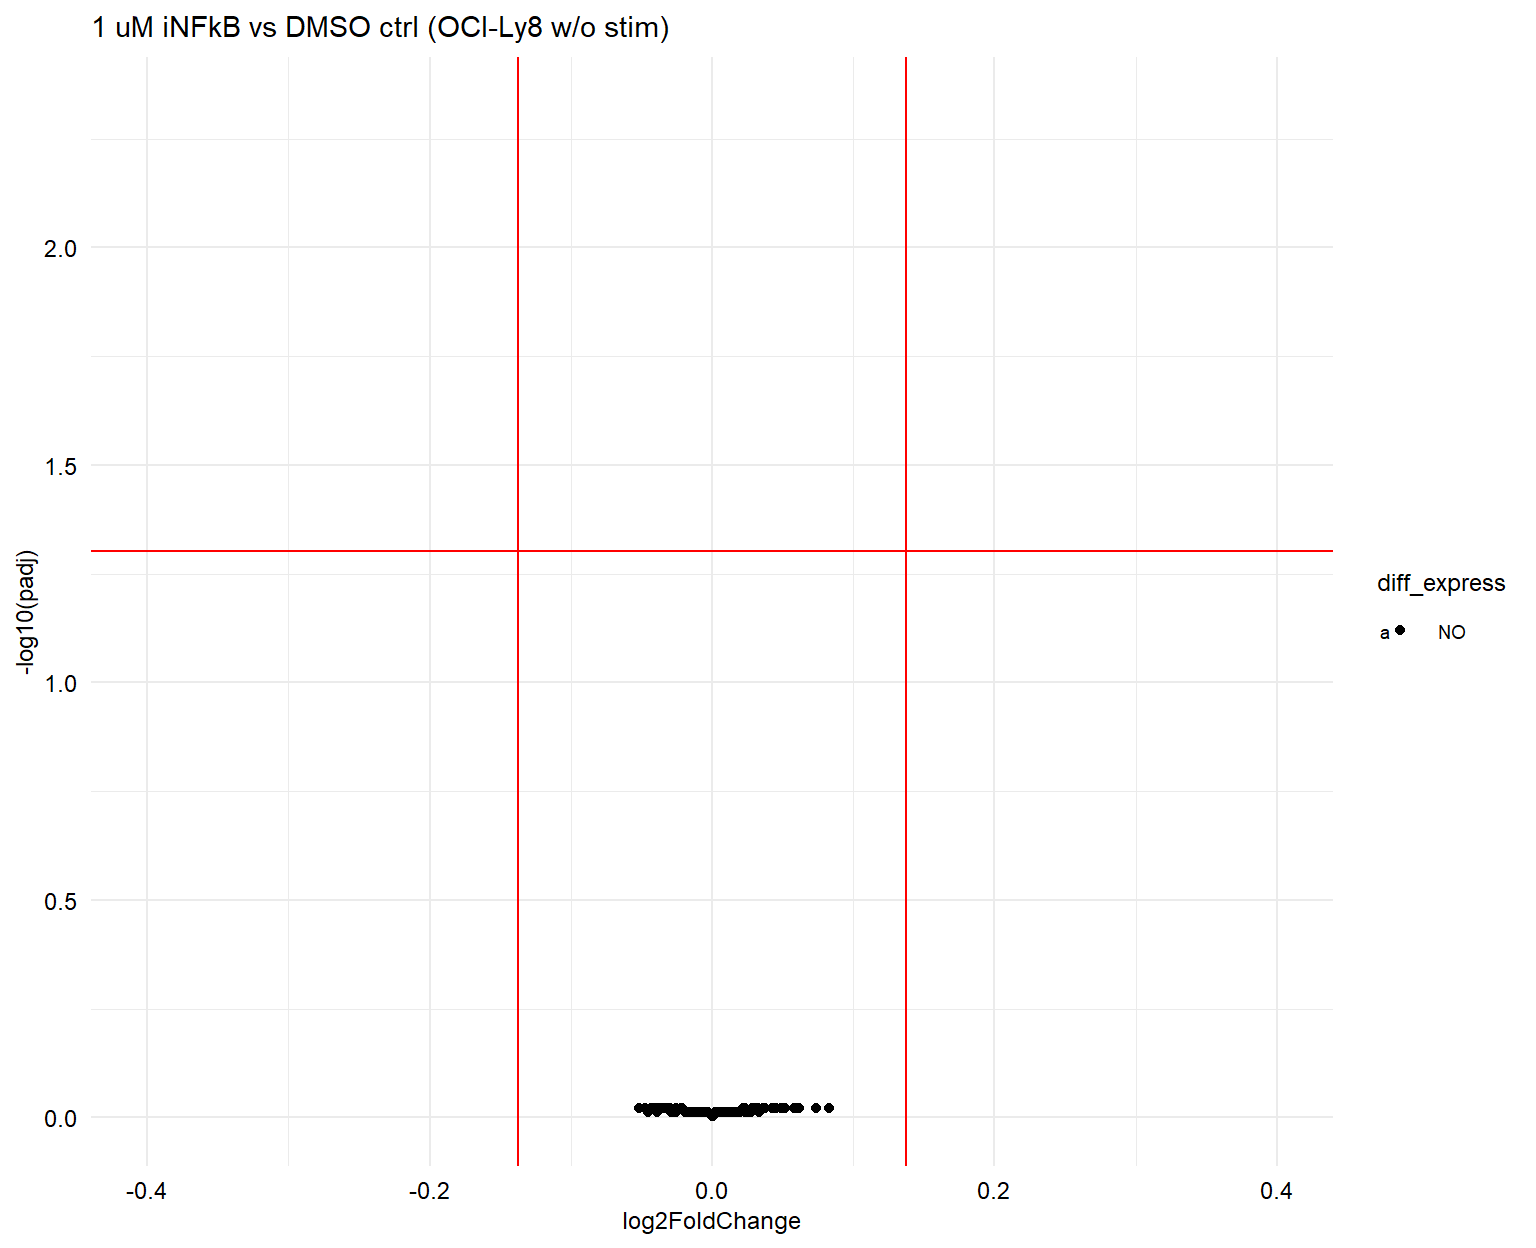 1 uM iNFkB vs DMSO ctrl (OCI-Ly8 w/o stim)
2.0
1.5
1.0
0.5
0.0
-log10(padj)
-0.4 -0.2 0.0 0.2 0.4
log2FoldChange
diff_express
a NO